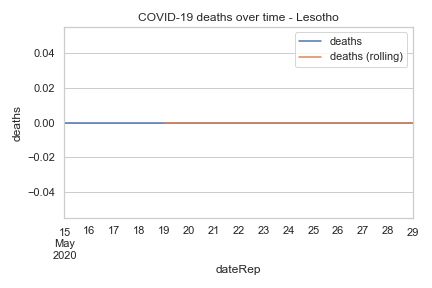 COVID-19 deaths over time - Lesotho
deaths
deaths (rolling)
0.04
0.02
0.00
−0.02
−0.04
deaths
15 16 17 18 19 20 21 22 23 24 25 26 27 28 29
May
2020
dateRep